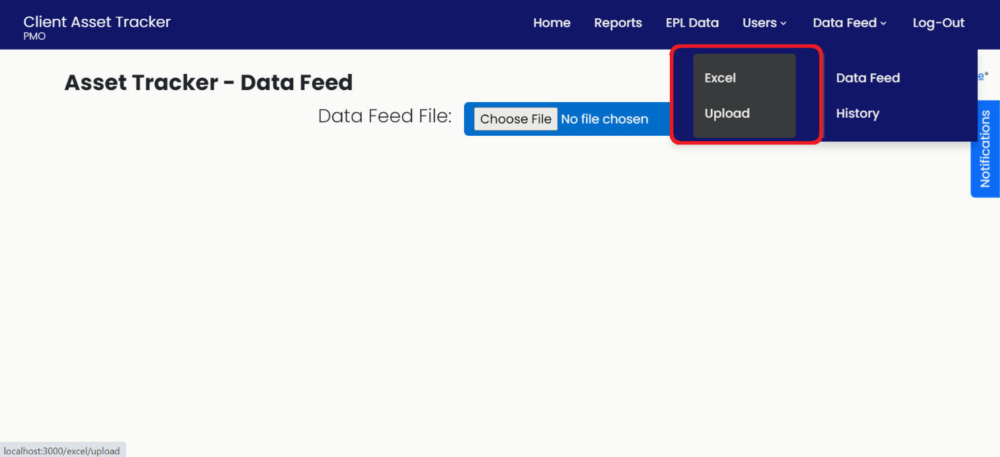 Client Asset Tracker
PMO
Home Reports EPL Data Users Data Feed Log-Out
Asset Tracker - Data Feed
Excel
Upload
Data Feed
History
e*
Data Feed File:
Choose File No file chosen
Notifications
localhost:3000/excel/upload